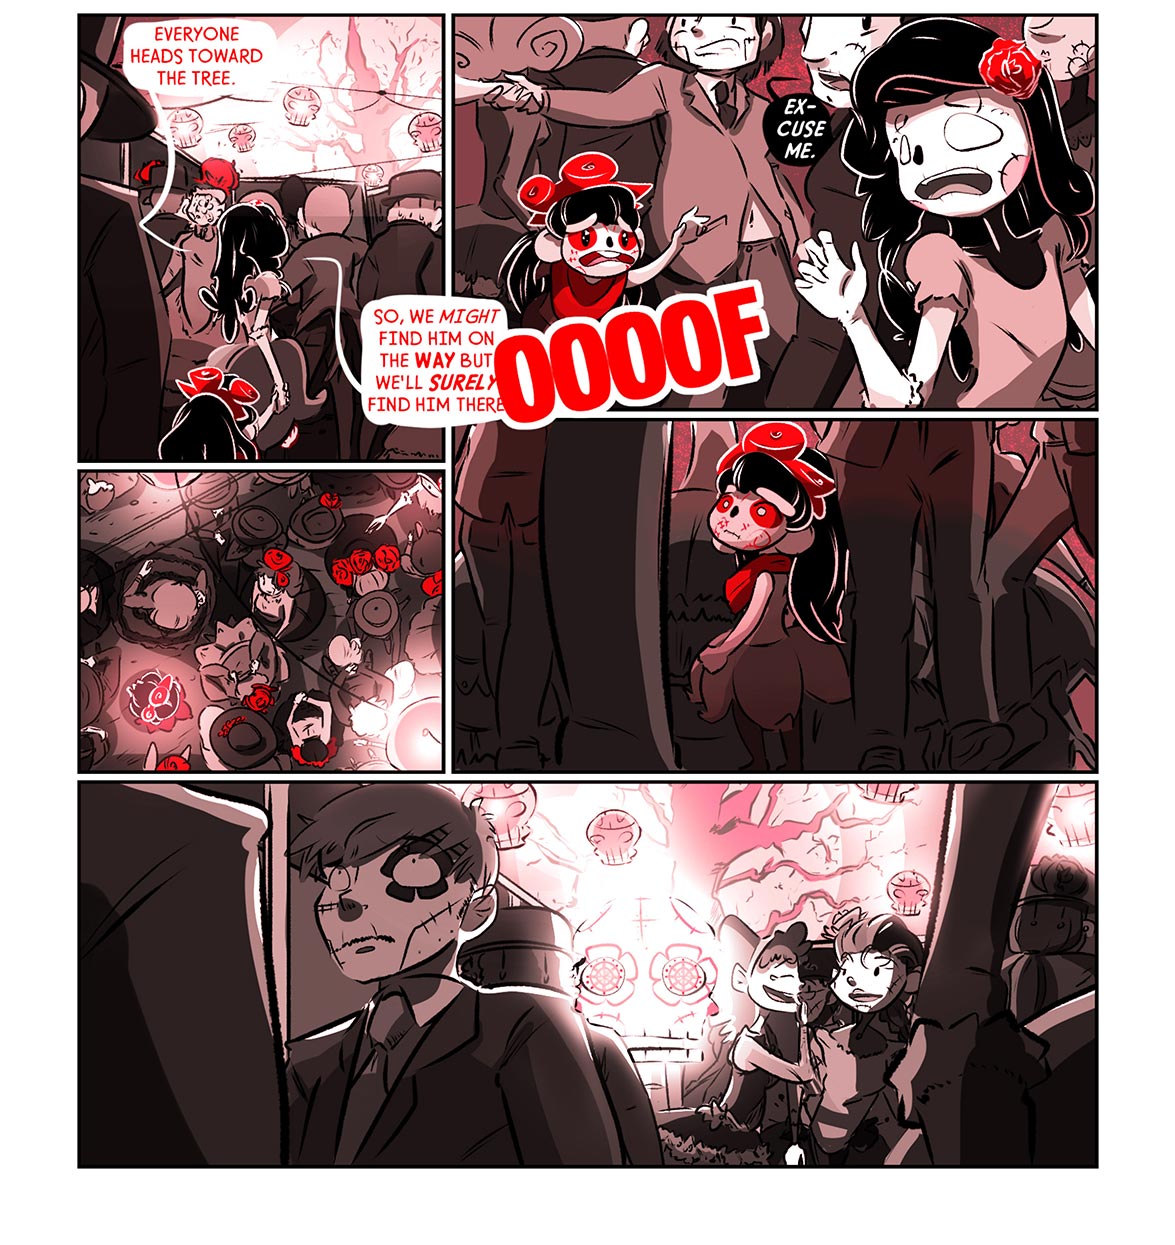 EVERYONE
HEADS TOWARD
THE TREE.
SO, WE MIGHT
FIND HIM ON
THE WAY BUT
WE'LL SURELY
FIND HIM THERE
EX-
CUSE
ME.
OOOOF